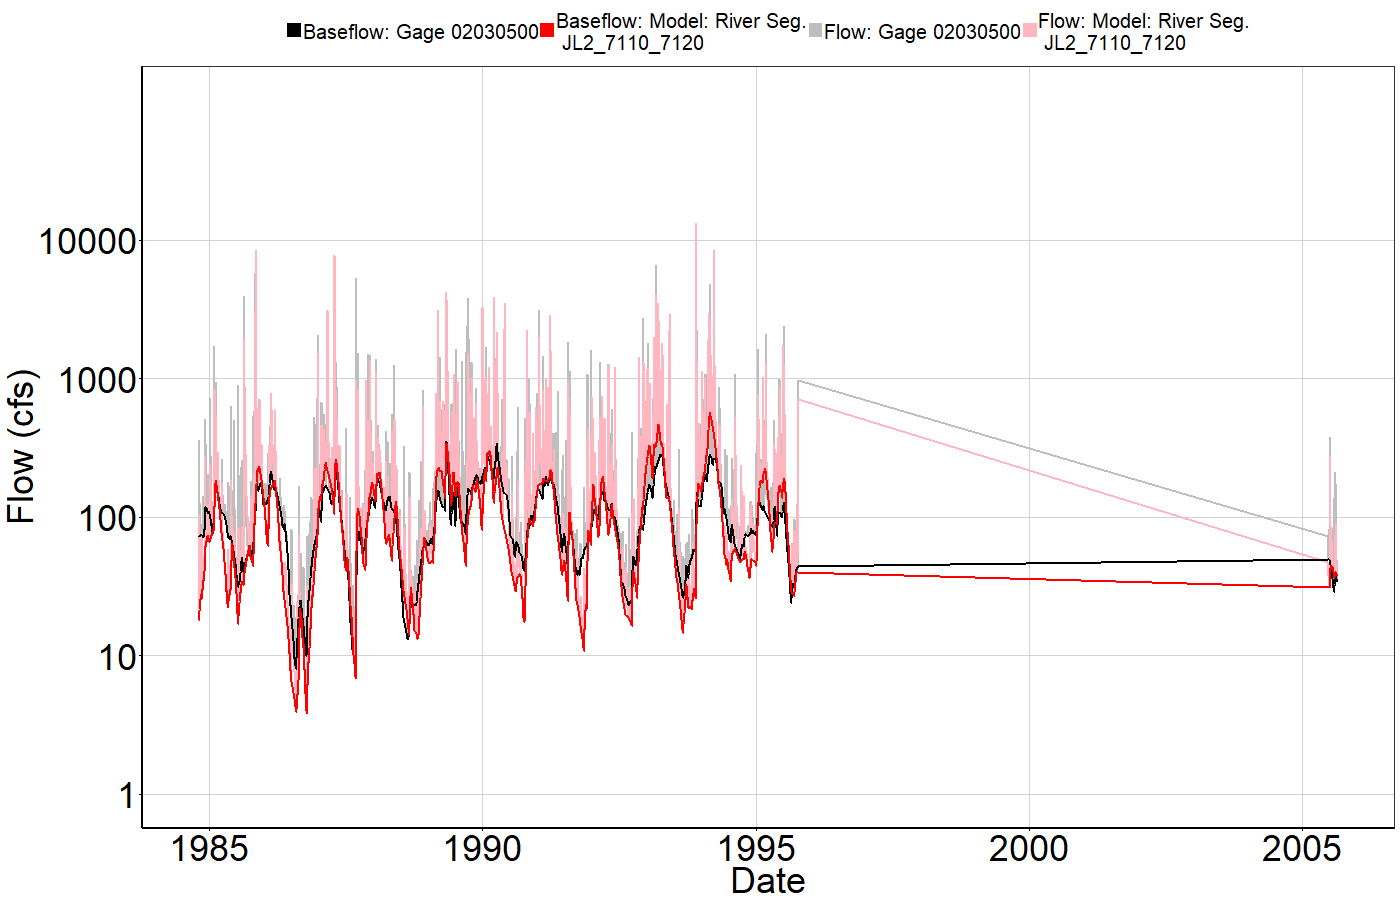 Baseflow: Gage 02030500 Baseflow: Model: River Seg. Flow: Gage 02030500 Flow: Model: River Seg.
JL2_7110_7120 JL2_7110_7120
10000
1000
100
10
1
Flow (cfs)
1985 1990 1995 2000 2005
Date